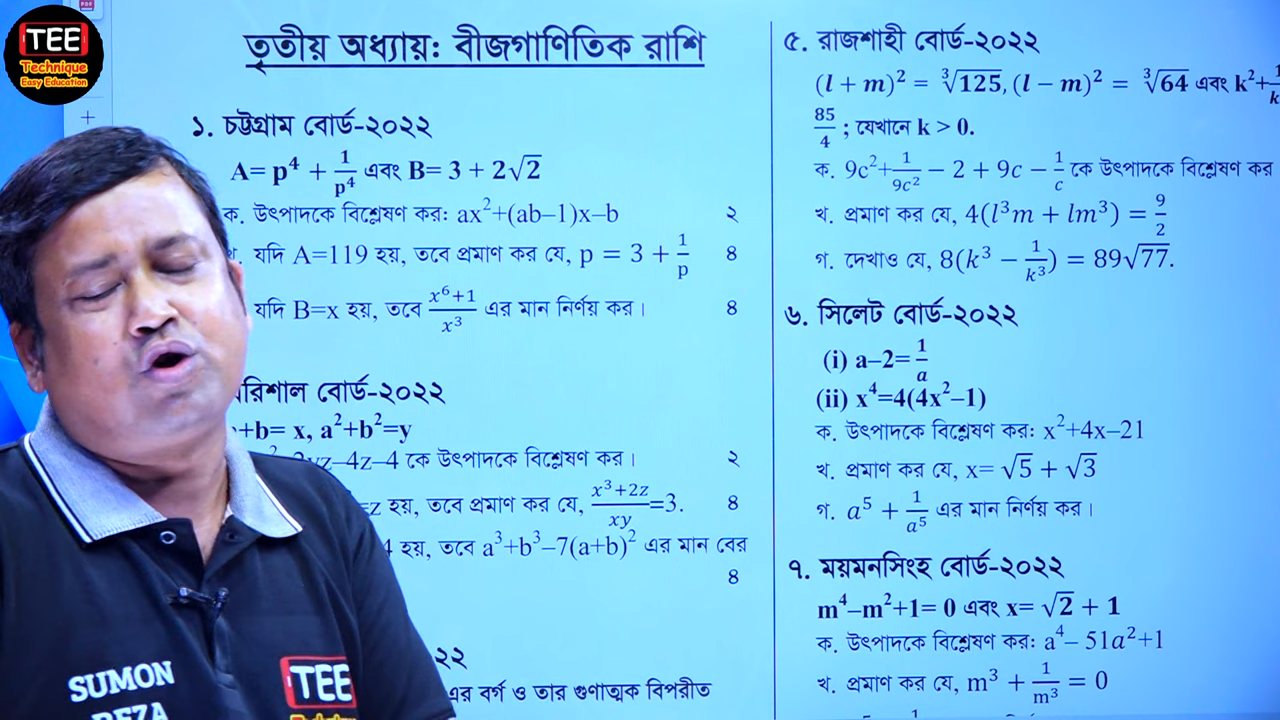 TEE
Technique
Easy Education
তৃতীয় অধ্যায়ঃ বীজগাণিতিক রাশি
১. চট্টগ্রাম বোর্ড-২০২২
A= p⁴ + 1/p⁴ এবং B= 3 + 2√2
ক. উৎপাদকে বিশ্লেষণ করঃ ax²+(ab–1)x–b ২
খ. যদি A=119 হয়, তবে প্রমাণ কর যে, p = 3 + 1/p ৪
যদি B=x হয়, তবে (x⁶+1)/x³ এর মান নির্ণয় কর। ৪
বোর্ড-২০২২
+b= x, a²+b²=y
–4z–4 কে উৎপাদকে বিশ্লেষণ কর। ২
=z হয়, তবে প্রমাণ কর যে, (x³+2z)/xy=3. ৪
হয়, তবে a³+b³–7(a+b)² এর মান বের
৪
২২
এর বর্গ ও তার গুণাত্মক বিপরীত
৫. রাজশাহী বোর্ড-২০২২
(l + m)² = ∛125, (l − m)² = ∛64 এবং k²+
85/4 ; যেখানে k > 0.
ক. 9c²+1/9c² − 2 + 9c − 1/c কে উৎপাদকে বিশ্লেষণ কর
খ. প্রমাণ কর যে, 4(l³m + lm³) = 9/2
গ. দেখাও যে, 8(k³ − 1/k³) = 89√77.
৬. সিলেট বোর্ড-২০২২
(i) a–2= 1/a
(ii) x⁴=4(4x²–1)
ক. উৎপাদকে বিশ্লেষণ করঃ x²+4x–21
খ. প্রমাণ কর যে, x= √5 + √3
গ. a⁵ + 1/a⁵ এর মান নির্ণয় কর।
৭. ময়মনসিংহ বোর্ড-২০২২
m⁴–m²+1= 0 এবং x= √2 + 1
ক. উৎপাদকে বিশ্লেষণ করঃ a⁴– 51a²+1
খ. প্রমাণ কর যে, m³ + 1/m³ = 0
SUMON
REZA
TEE